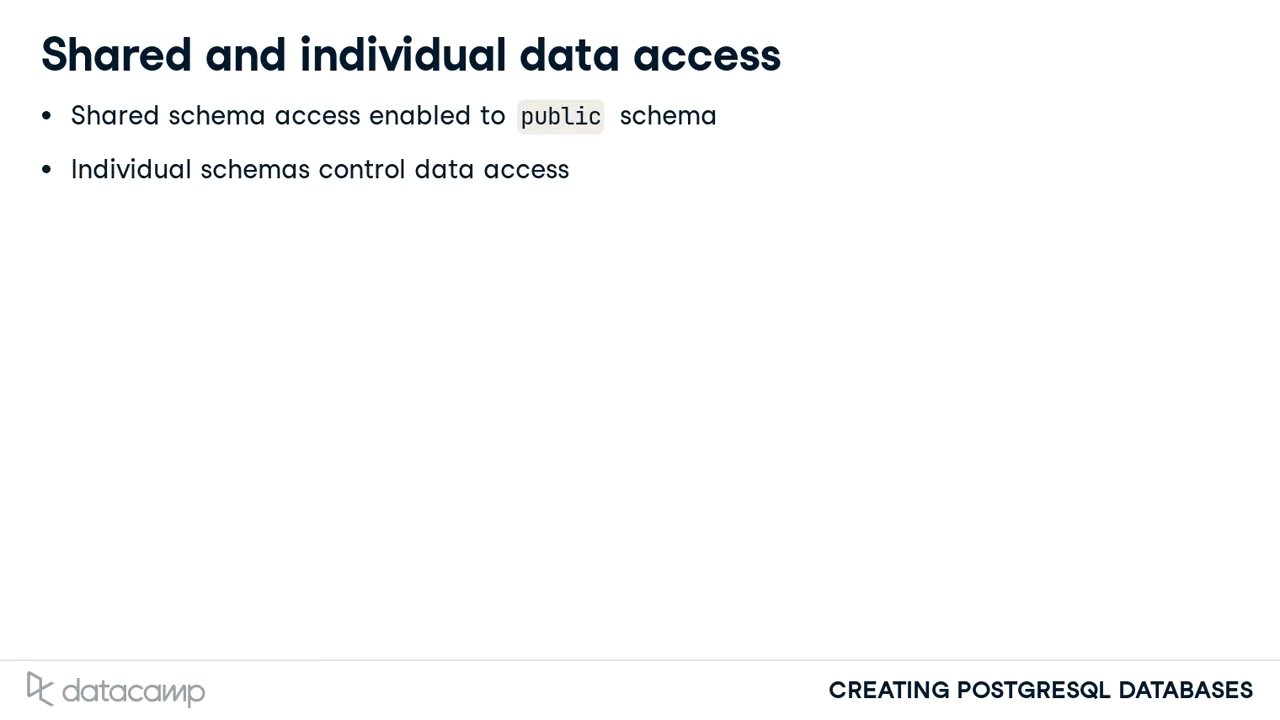 Shared and individual data access
• Shared schema access enabled to public schema
• Individual schemas control data access
datacamp
CREATING POSTGRESQL DATABASES